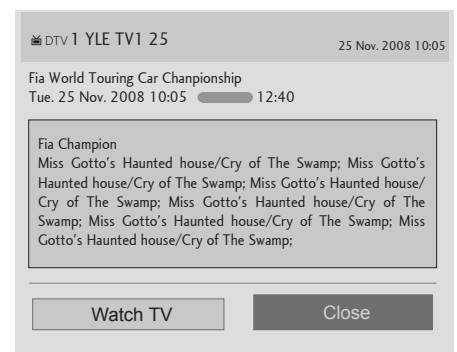 DTV 1 YLE TV1 25
25 Nov. 2008 10:05
Fia World Touring Car Chanpionship
Tue. 25 Nov. 2008 10:05 12:40
Fia Champion
Miss Gotto's Haunted house/Cry of The Swamp; Miss Gotto's
Haunted house/Cry of The Swamp; Miss Gotto's Haunted house/
Cry of The Swamp; Miss Gotto's Haunted house/Cry of The
Swamp; Miss Gotto's Haunted house/Cry of The Swamp; Miss
Gotto's Haunted house/Cry of The Swamp;
Watch TV
Close